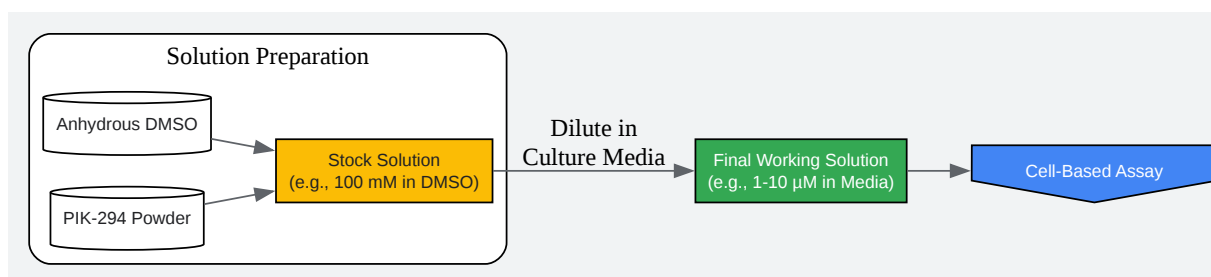 Solution Preparation
Anhydrous DMSO
PIK-294 Powder
Stock Solution
(e.g., 100 mM in DMSO)
Dilute in
Culture Media
Final Working Solution
(e.g., 1-10 µM in Media)
Cell-Based Assay